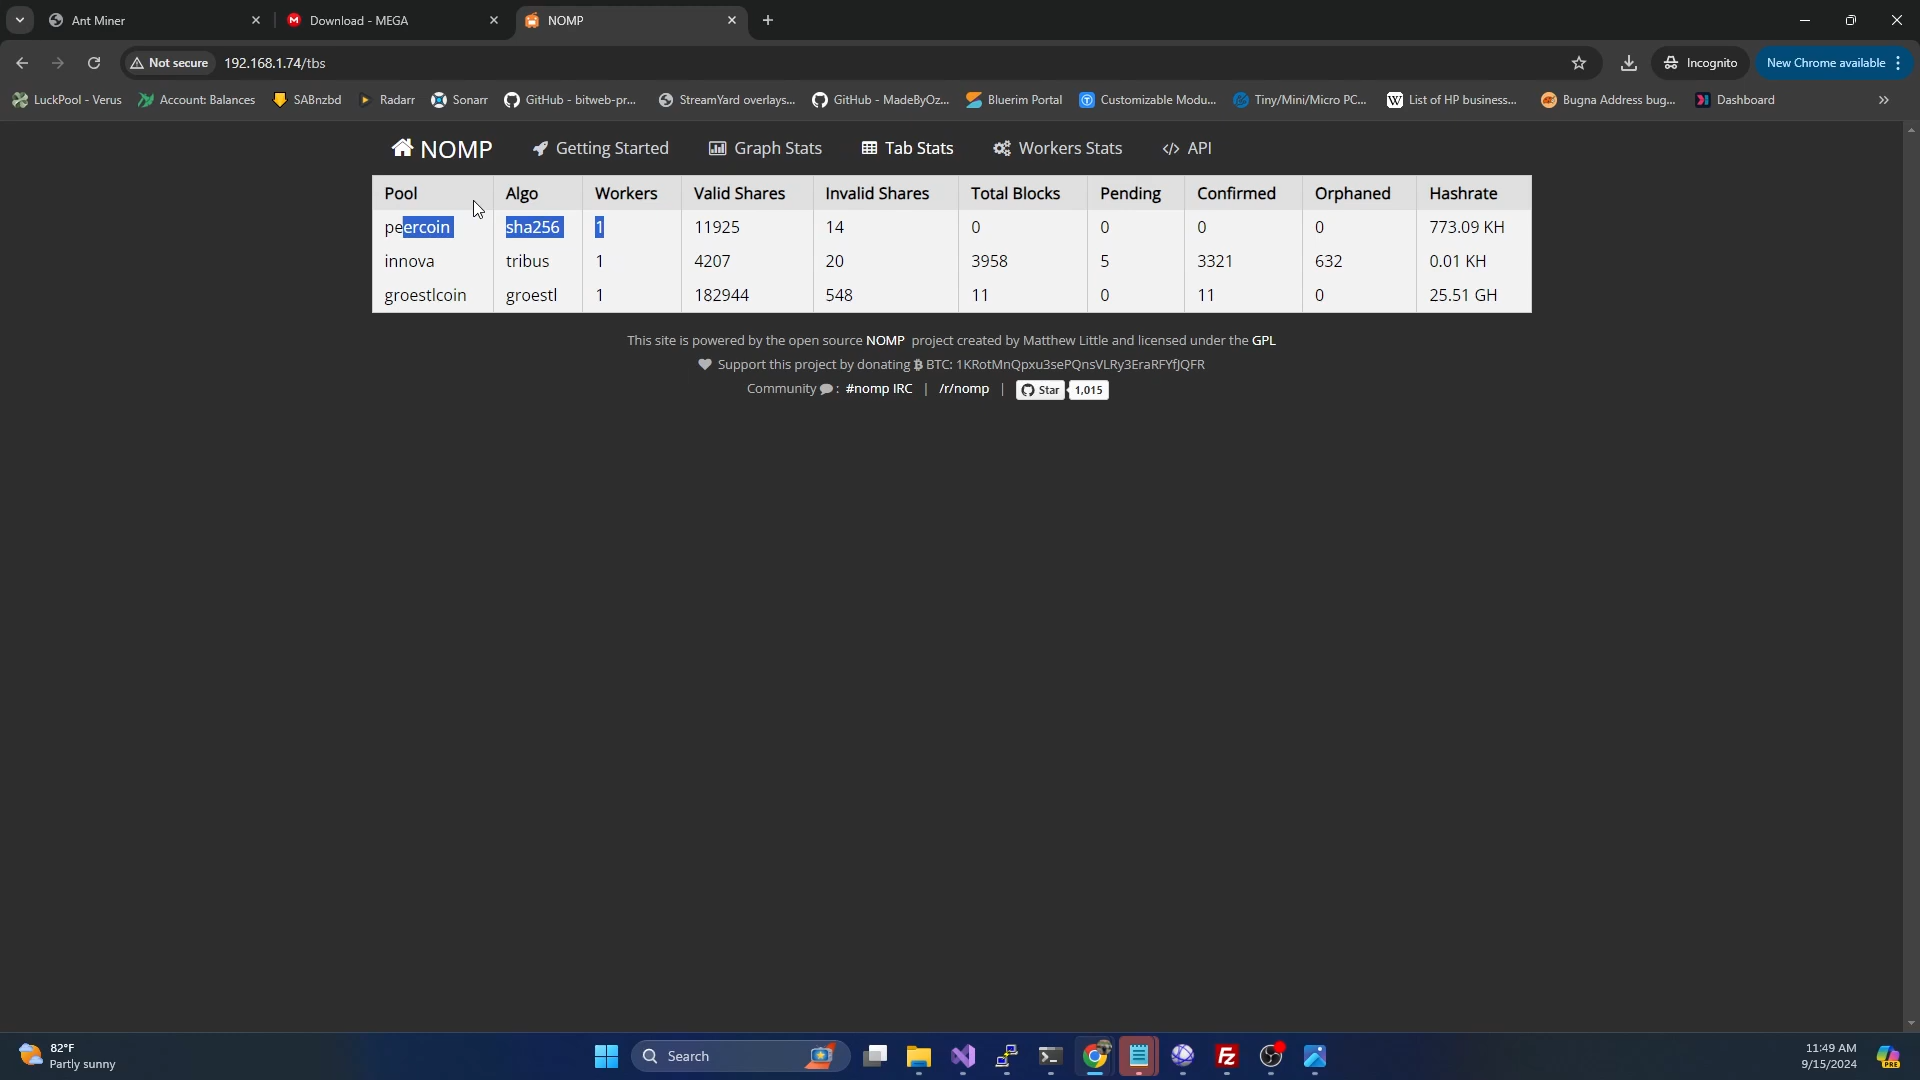 Ant Miner
Download - MEGA
NOMP
Not secure 192.168.1.74/tbs
Incognito
New Chrome available
LuckPool - Verus Account: Balances SABnzbd Radarr Sonarr GitHub - bitweb-pr... StreamYard overlays... GitHub - MadeByOz... Bluerim Portal Customizable Modu... Tiny/Mini/Micro PC... List of HP business... Bugna Address bug... Dashboard »
NOMP Getting Started Graph Stats Tab Stats Workers Stats </> API
Pool Algo Workers Valid Shares Invalid Shares Total Blocks Pending Confirmed Orphaned Hashrate
peercoin sha256 1 11925 14 0 0 0 0 773.09 KH
innova tribus 1 4207 20 3958 5 3321 632 0.01 KH
groestlcoin groestl 1 182944 548 11 0 11 0 25.51 GH
This site is powered by the open source NOMP project created by Matthew Little and licensed under the GPL
Support this project by donating BTC: 1KRotMnQpxu3sePQnsVLRy3EraRFYfJQFR
Community : #nomp IRC | /r/nomp | Star 1,015
82°F
Partly sunny
Search
11:49 AM
9/15/2024
PRE